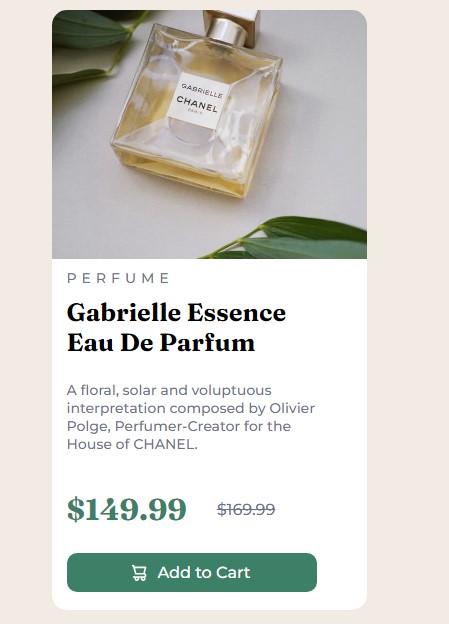 GABRIELLE
CHANEL
PARIS
PERFUME
Gabrielle Essence
Eau De Parfum
A floral, solar and voluptuous
interpretation composed by Olivier
Polge, Perfumer-Creator for the
House of CHANEL.
$149.99 $169.99
Add to Cart